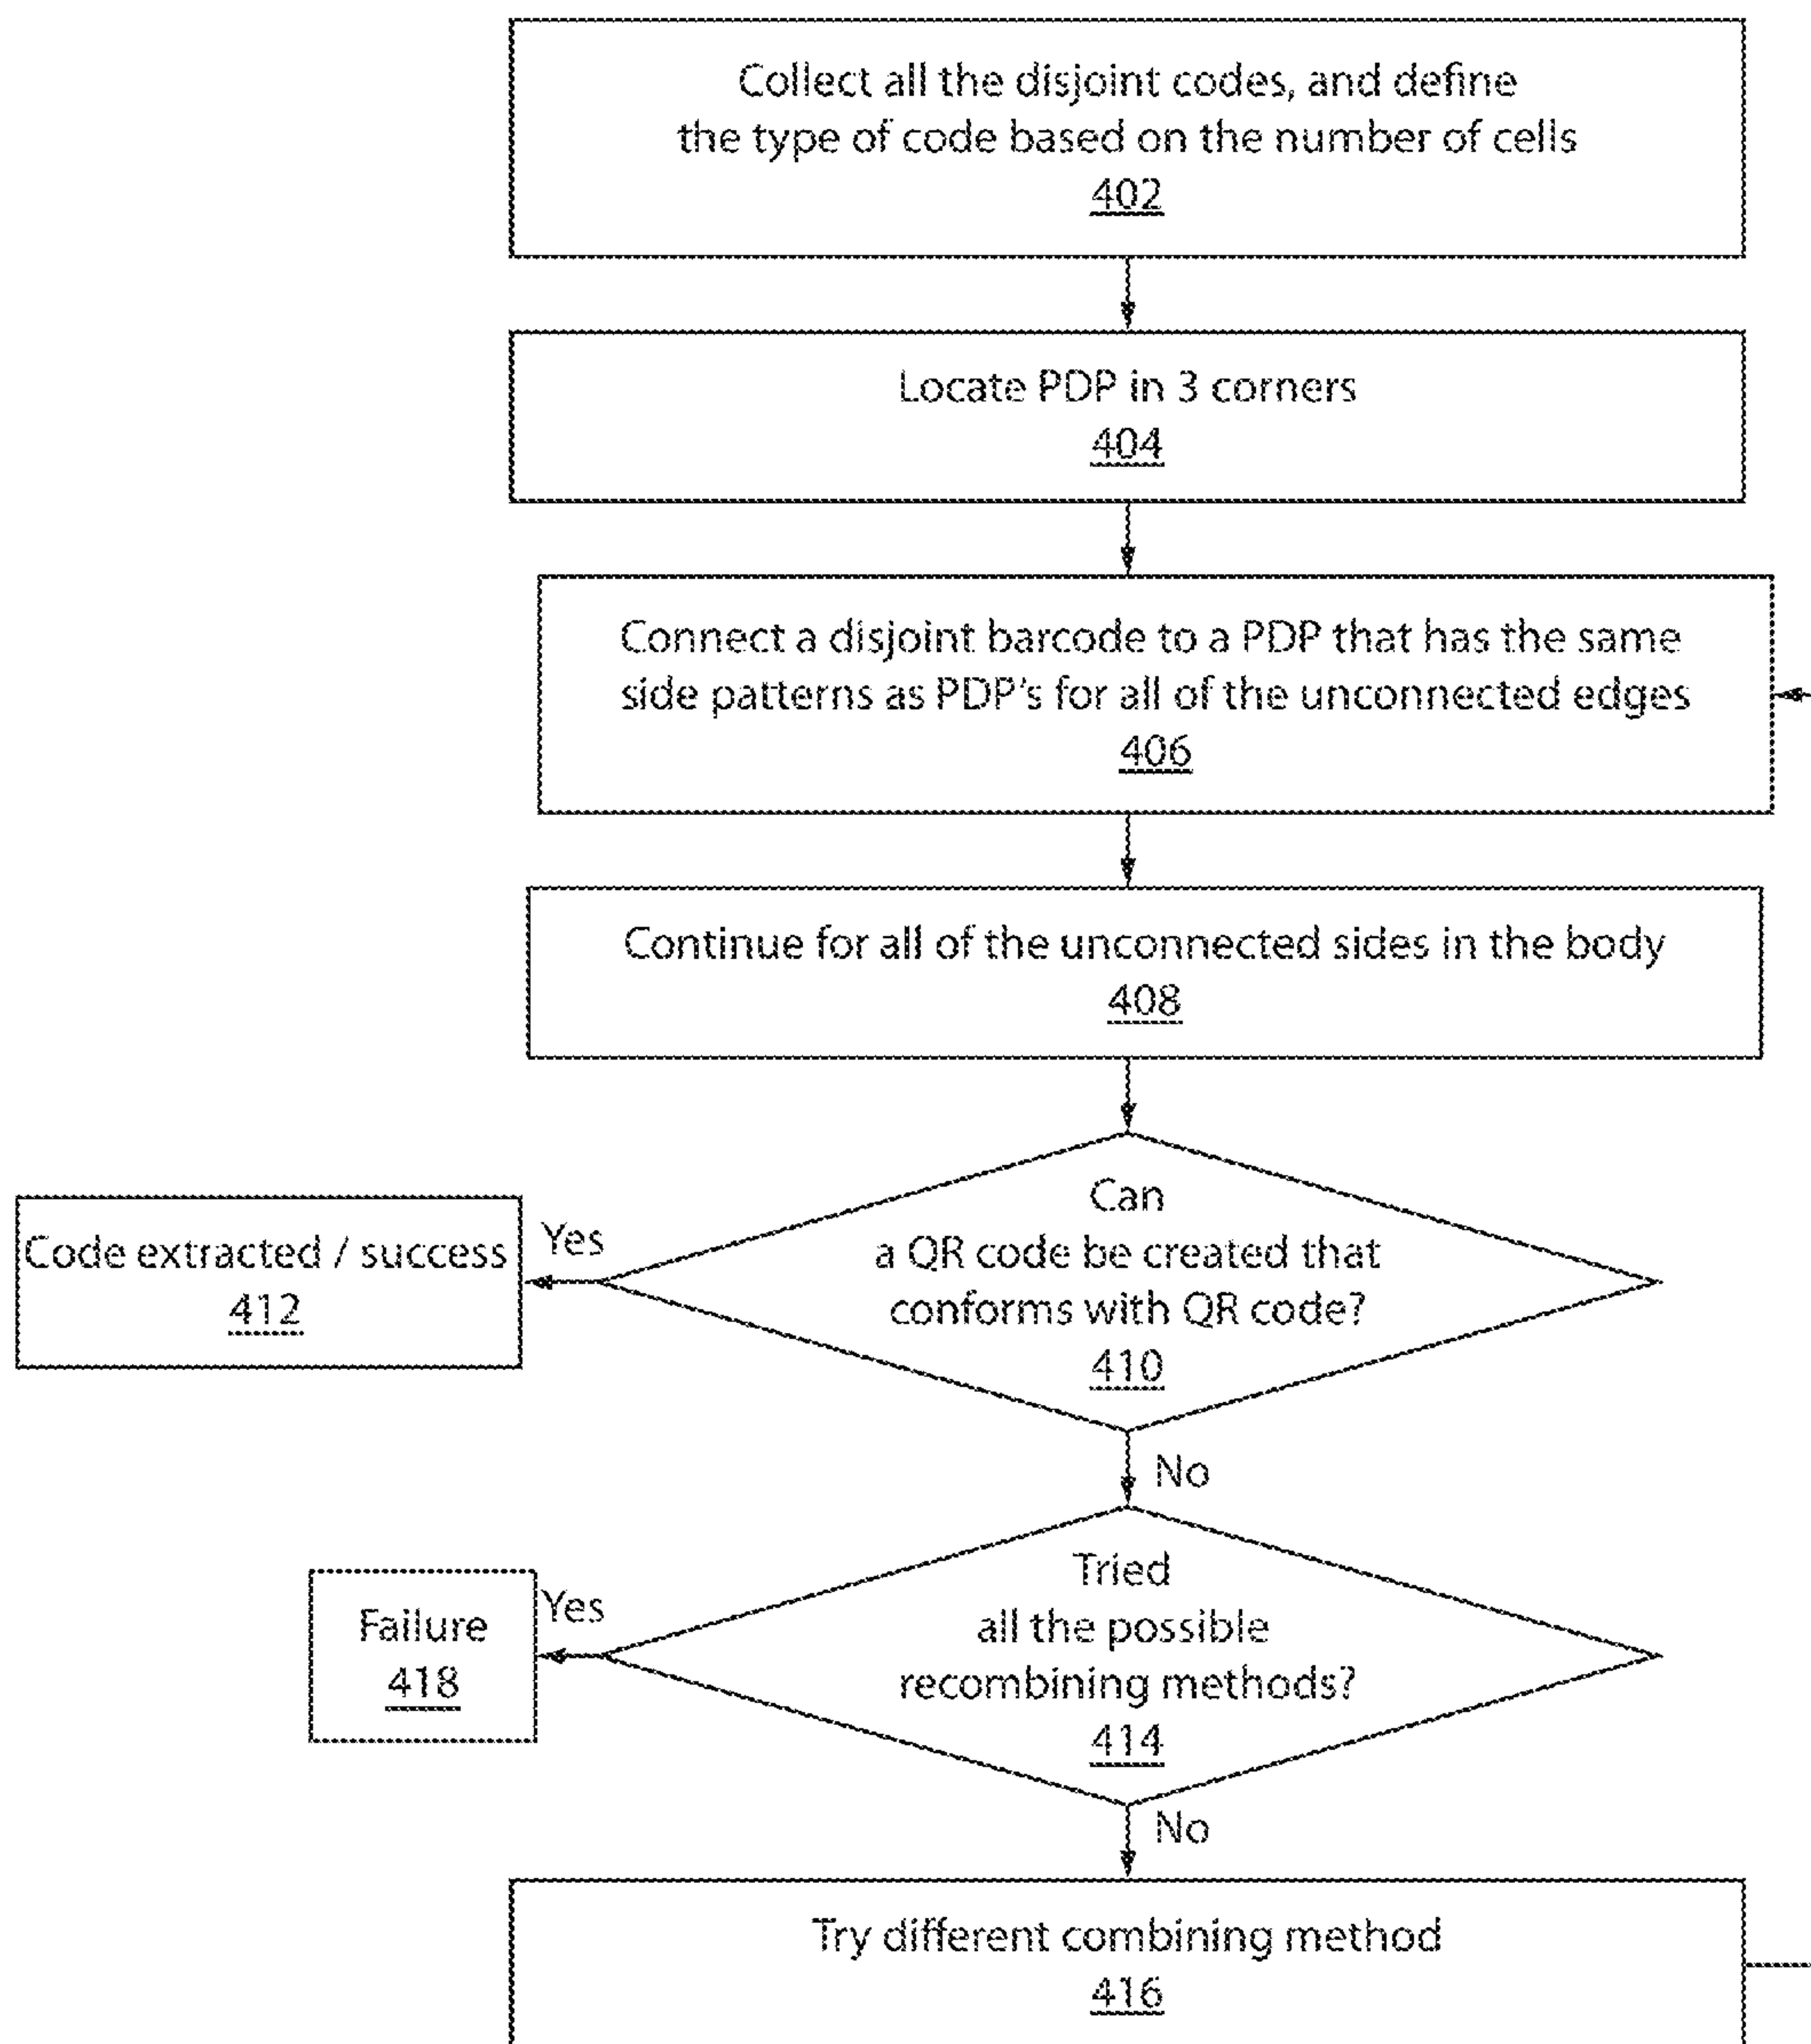 Collect all the disjoint codes, and define
the type of code based on the number of cells
402
Locate PDP in 3 corners
404
Connect a disjoint barcode to a PDP that has the same
side patterns as PDP's for all of the unconnected edges
406
Continue for all of the unconnected sides in the body
408
Can
a QR code be created that
conforms with QR code?
410
Yes
Code extracted / success
412
No
Tried
all the possible
recombining methods?
414
Yes
Failure
418
No
Try different combining method
416